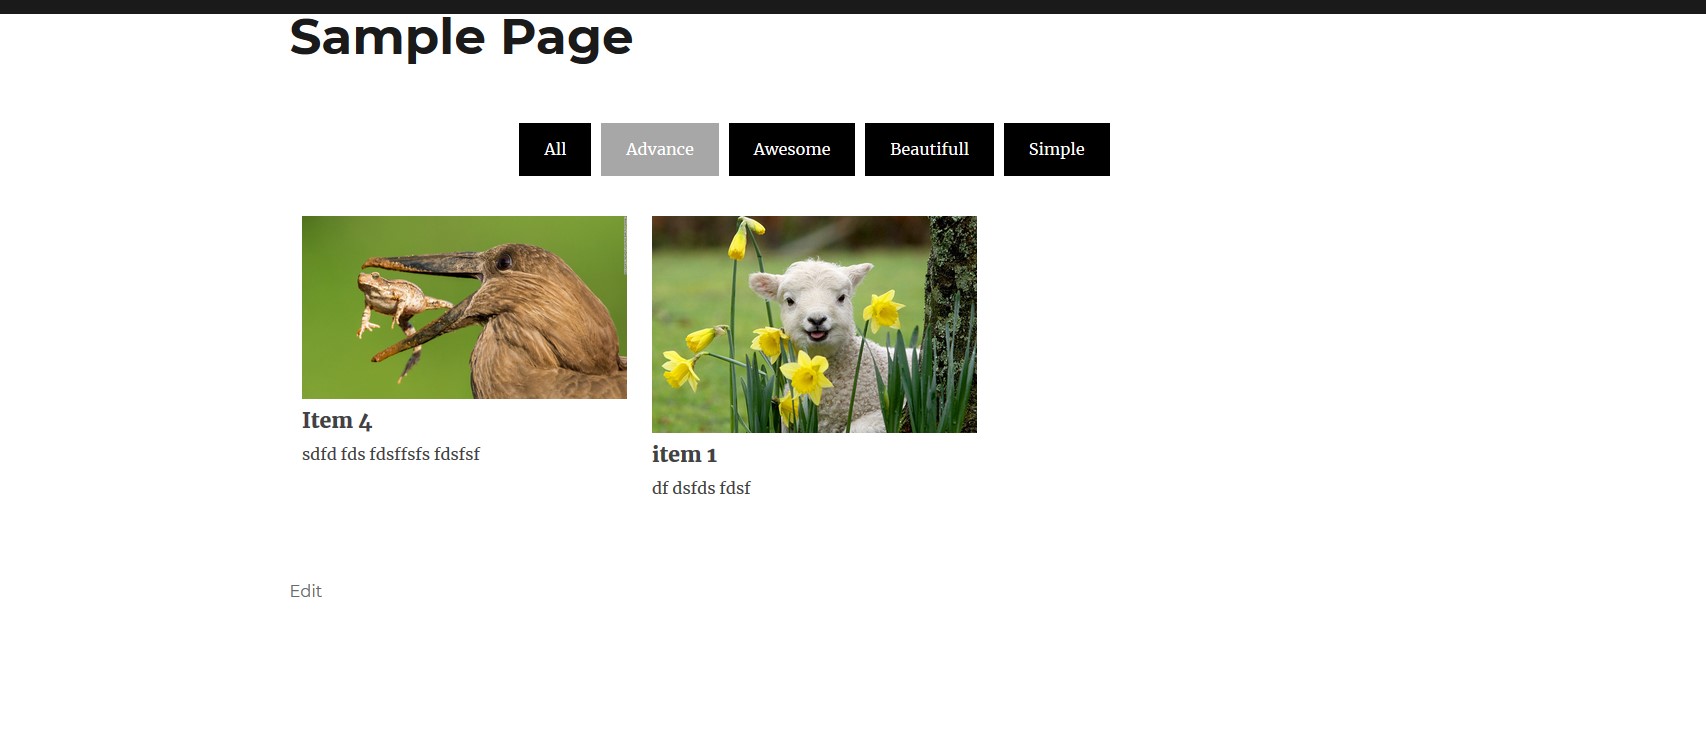 Sample Page
All
Advance
Awesome
Beautifull
Simple
Item 4
sdfd fds fdsffsfs fdsfsf
item 1
df dsfds fdsf
Edit